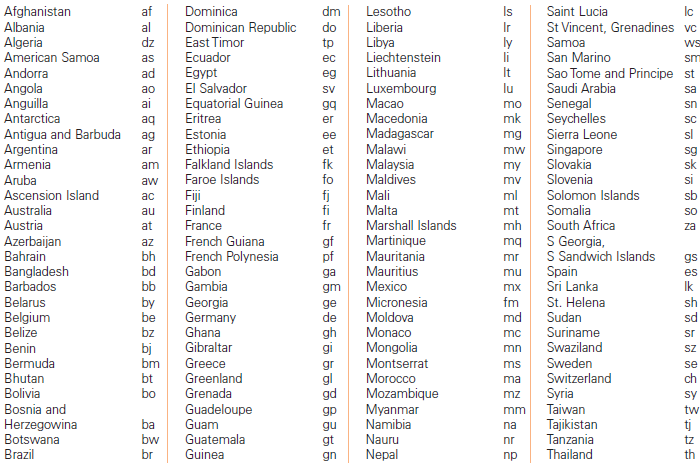 Afghanistan af
Albania al
Algeria dz
American Samoa as
Andorra ad
Angola ao
Anguilla ai
Antarctica aq
Antigua and Barbuda ag
Argentina ar
Armenia am
Aruba aw
Ascension Island ac
Australia au
Austria at
Azerbaijan az
Bahrain bh
Bangladesh bd
Barbados bb
Belarus by
Belgium be
Belize bz
Benin bj
Bermuda bm
Bhutan bt
Bolivia bo
Bosnia and
Herzegowina ba
Botswana bw
Brazil br
Dominica dm
Dominican Republic do
East Timor tp
Ecuador ec
Egypt eg
El Salvador sv
Equatorial Guinea gq
Eritrea er
Estonia ee
Ethiopia et
Falkland Islands fk
Faroe Islands fo
Fiji fj
Finland fi
France fr
French Guiana gf
French Polynesia pf
Gabon ga
Gambia gm
Georgia ge
Germany de
Ghana gh
Gibraltar gi
Greece gr
Greenland gl
Grenada gd
Guadeloupe gp
Guam gu
Guatemala gt
Guinea gn
Lesotho ls
Liberia lr
Libya ly
Liechtenstein li
Lithuania lt
Luxembourg lu
Macao mo
Macedonia mk
Madagascar mg
Malawi mw
Malaysia my
Maldives mv
Mali ml
Malta mt
Marshall Islands mh
Martinique mq
Mauritania mr
Mauritius mu
Mexico mx
Micronesia fm
Moldova md
Monaco mc
Mongolia mn
Montserrat ms
Morocco ma
Mozambique mz
Myanmar mm
Namibia na
Nauru nr
Nepal np
Saint Lucia lc
St Vincent, Grenadines vc
Samoa ws
San Marino sm
Sao Tome and Principe st
Saudi Arabia sa
Senegal sn
Seychelles sc
Sierra Leone sl
Singapore sg
Slovakia sk
Slovenia si
Solomon Islands sb
Somalia so
South Africa za
S Georgia,
S Sandwich Islands gs
Spain es
Sri Lanka lk
St. Helena sh
Sudan sd
Suriname sr
Swaziland sz
Sweden se
Switzerland ch
Syria sy
Taiwan tw
Tajikistan tj
Tanzania tz
Thailand th